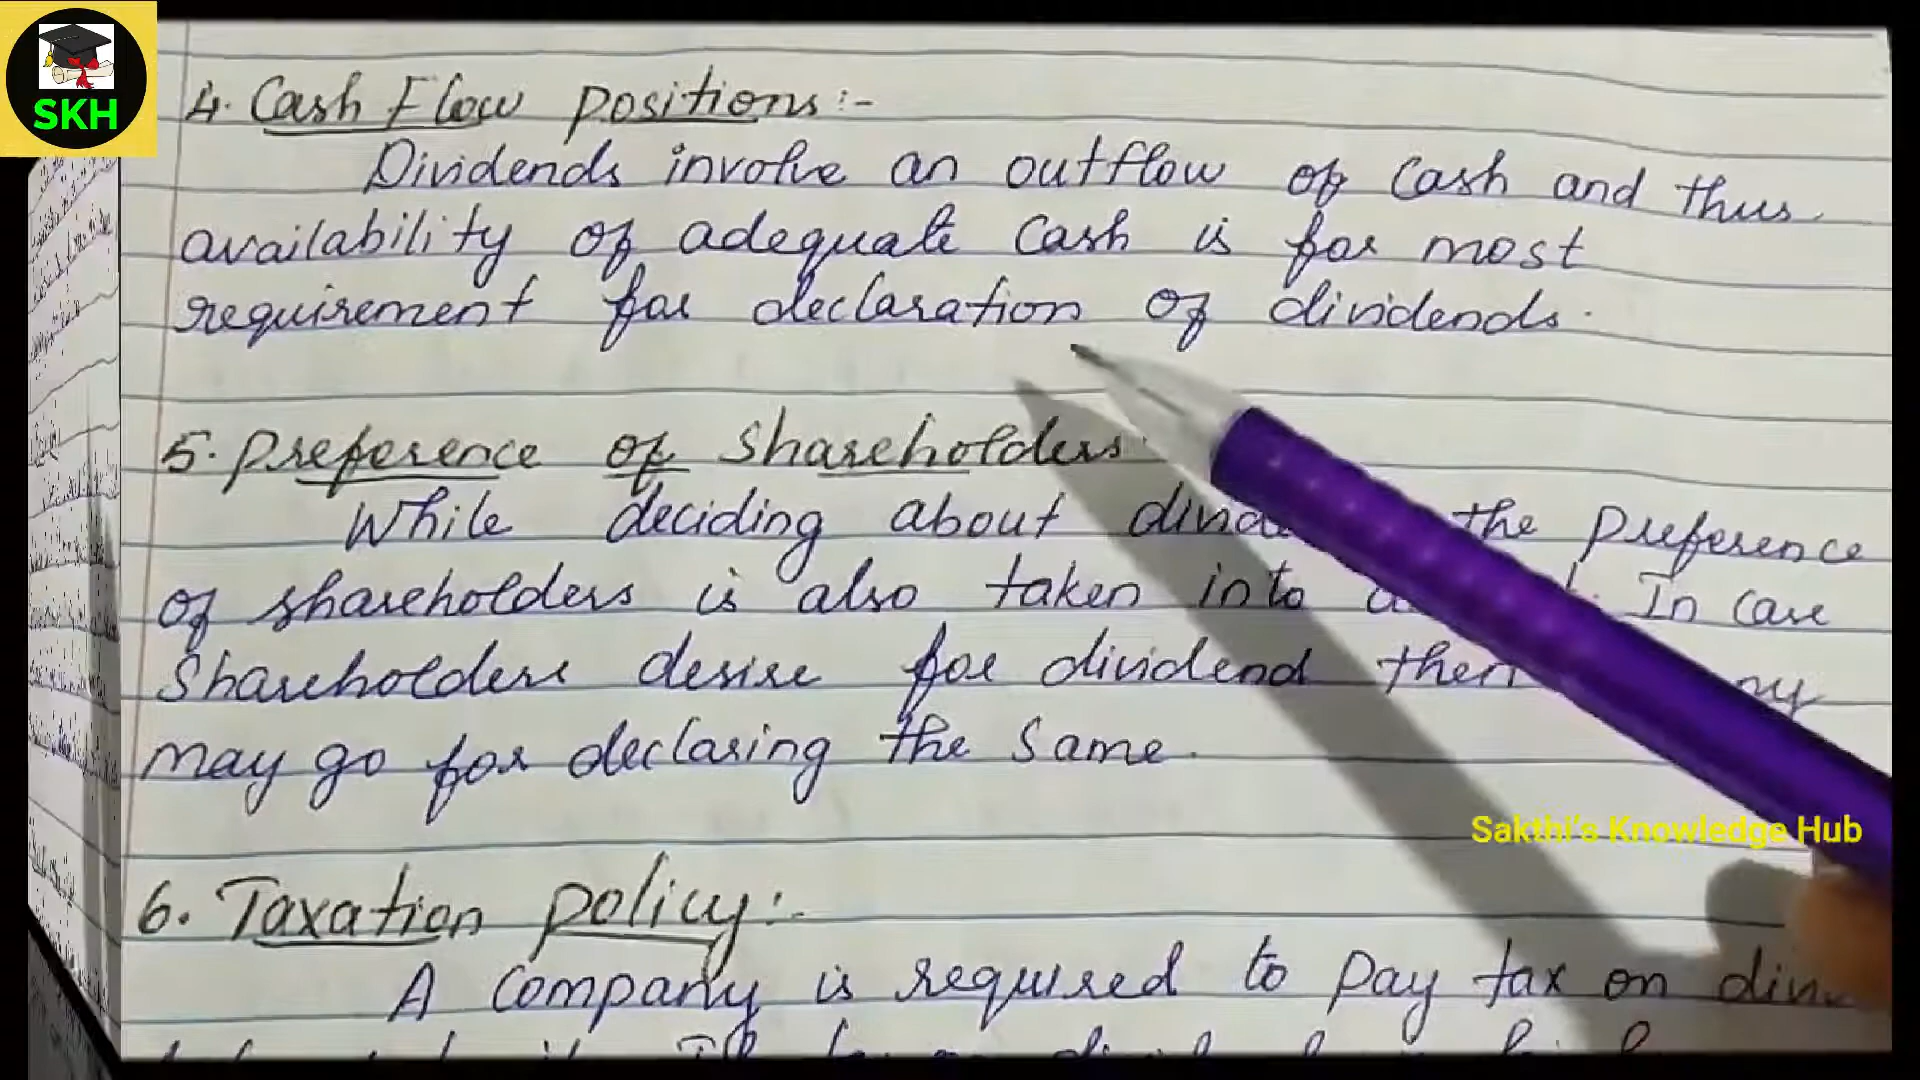 SKH
4. Cash Flow positions:-
Dividends involve an outflow of Cash and thus
availability of adequate Cash is for most
requirement for declaration of dividends.
5. Preference of Shareholders
While deciding about the Preference
of shareholders is also taken into In case
Shareholders desire for dividend then
may go for declaring the same.
Sakthi's Knowledge Hub
6. Taxation policy:-
A Company is required to pay tax on